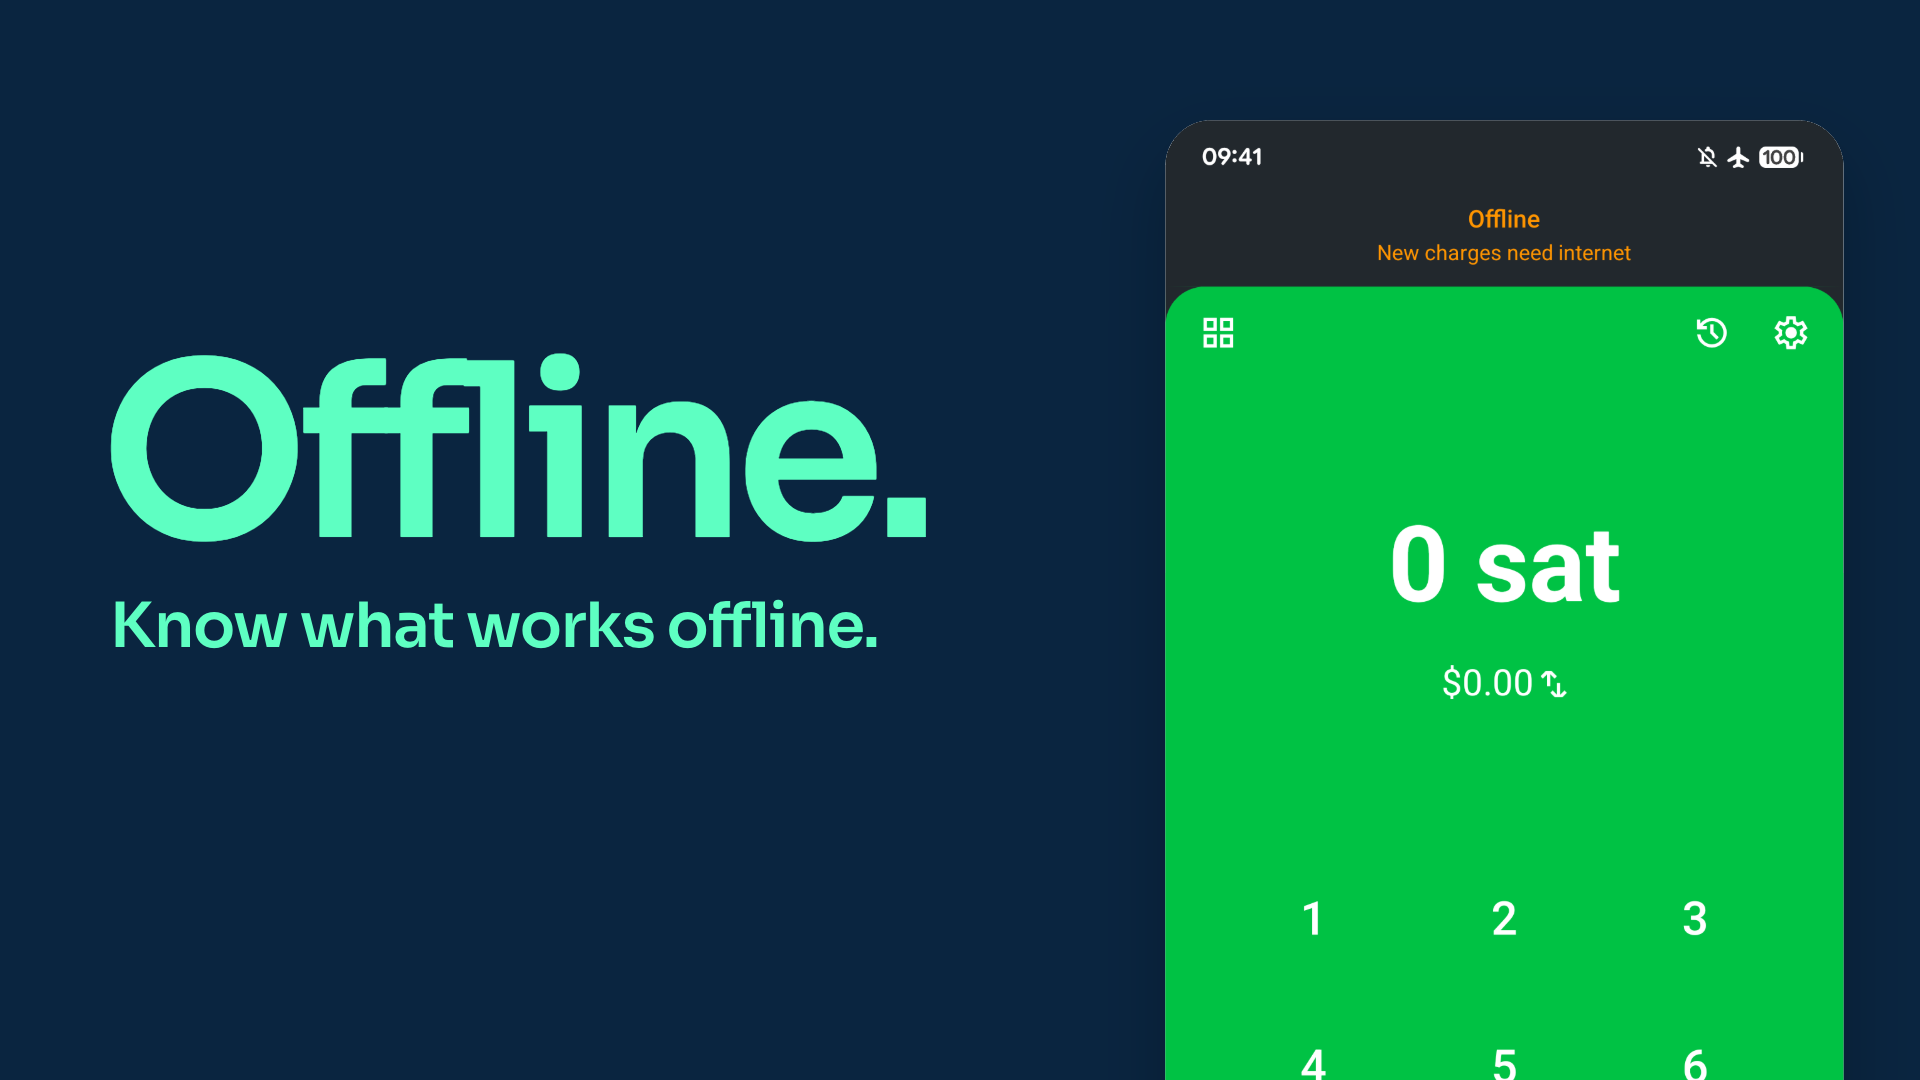 Offline.
Know what works offline.
09:41
100
Offline
New charges need internet
0 sat
$0.00
1 2 3
4 5 6